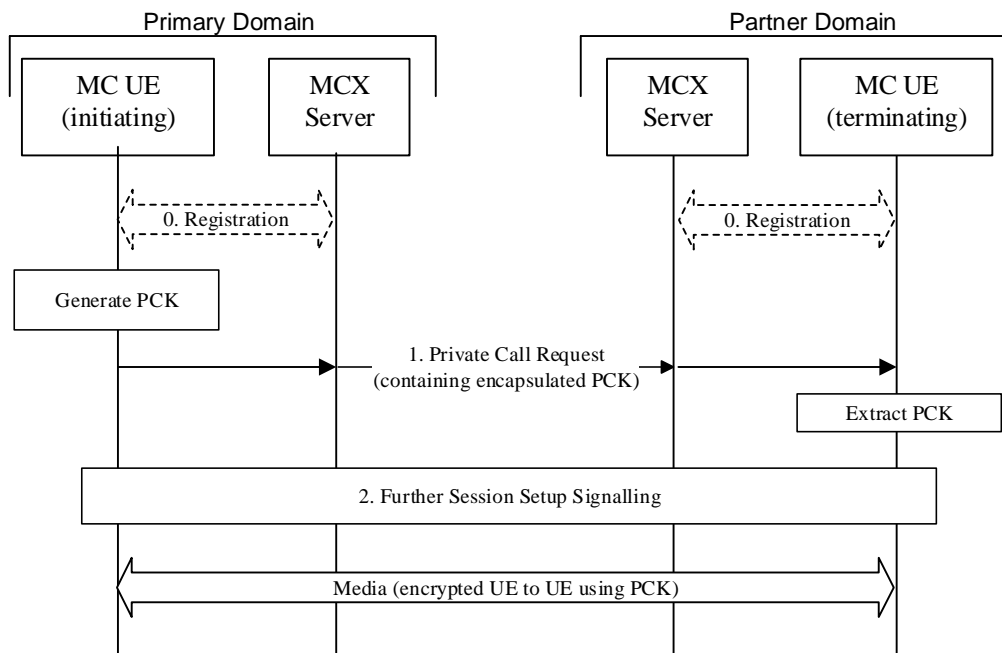 Primary Domain
Partner Domain
MC UE
(initiating)
MCX
Server
MCX
Server
MC UE
(terminating)
0. Registration
0. Registration
Generate PCK
1. Private Call Request
(containing encapsulated PCK)
Extract PCK
2. Further Session Setup Signalling
Media (encrypted UE to UE using PCK)